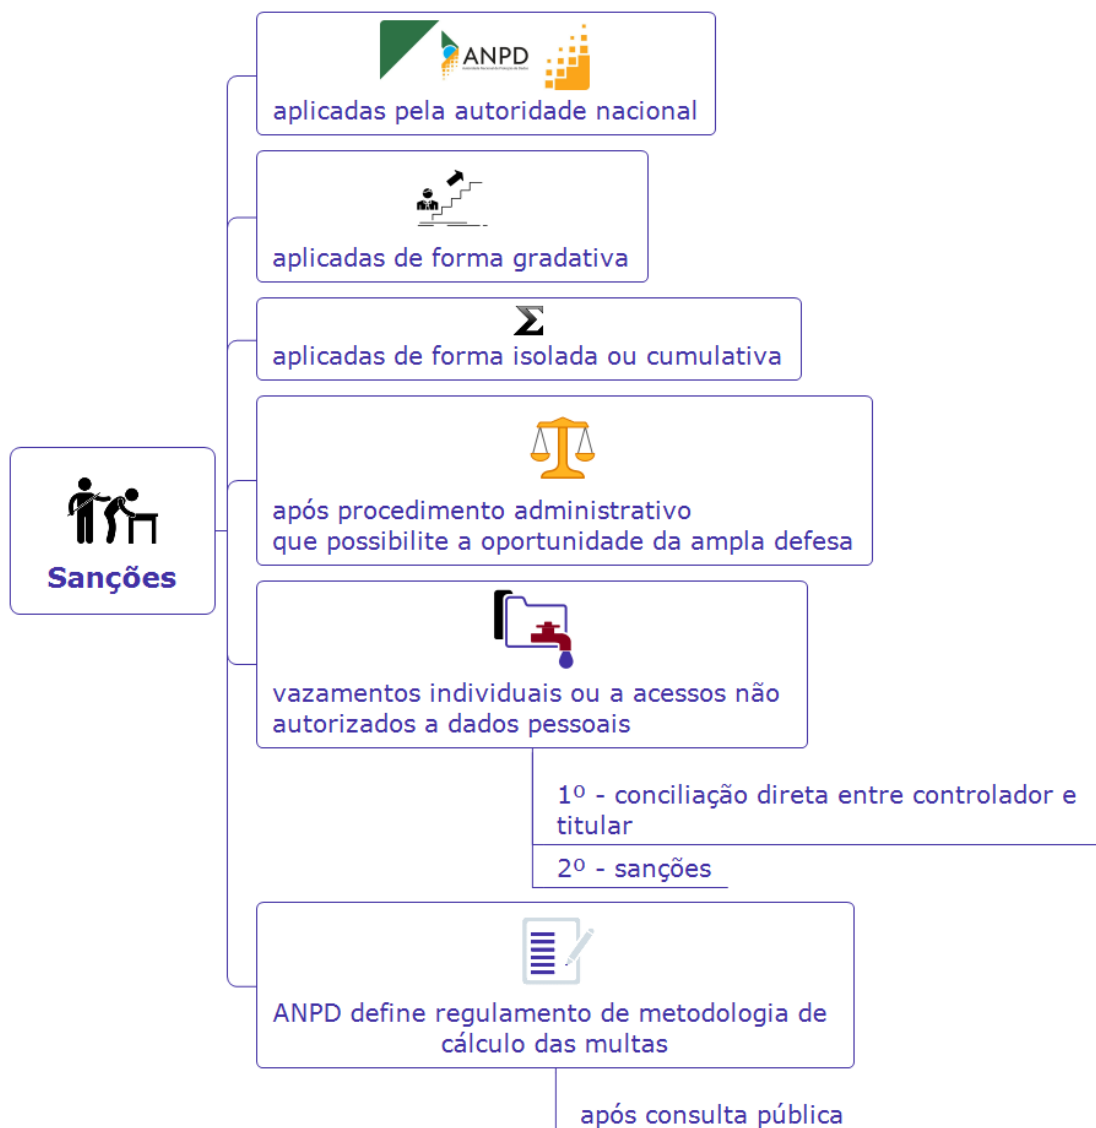 ANPD
aplicadas pela autoridade nacional
aplicadas de forma gradativa
aplicadas de forma isolada ou cumulativa
após procedimento administrativo
que possibilite a oportunidade da ampla defesa
Sanções
vazamentos individuais ou a acessos não
autorizados a dados pessoais
1º - conciliação direta entre controlador e
titular
2º - sanções
ANPD define regulamento de metodologia de
cálculo das multas
após consulta pública